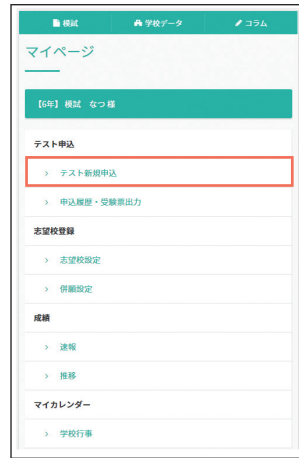 模試 学校データ コラム
マイページ
【6年】模試 なつ 様
テスト申込
> テスト新規申込
> 申込履歴・受験票出力
志望校登録
> 志望校設定
> 併願設定
成績
> 速報
> 推移
マイカレンダー
> 学校行事